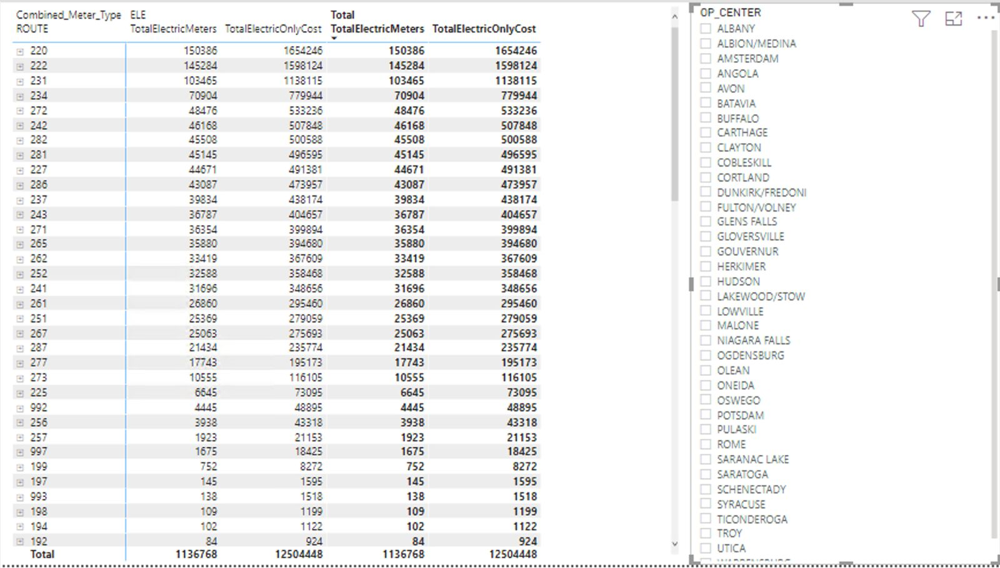 Combined_Meter_Type ELE Total
ROUTE TotalElectricMeters TotalElectricOnlyCost TotalElectricMeters TotalElectricOnlyCost
220 150386 1654246 150386 1654246
222 145284 1598124 145284 1598124
231 103465 1138115 103465 1138115
234 70904 779944 70904 779944
272 48476 533236 48476 533236
242 46168 507848 46168 507848
282 45508 500588 45508 500588
281 45145 496595 45145 496595
227 44671 491381 44671 491381
286 43087 473957 43087 473957
237 39834 438174 39834 438174
243 36787 404657 36787 404657
271 36354 399894 36354 399894
265 35880 394680 35880 394680
262 33419 367609 33419 367609
252 32588 358468 32588 358468
241 31696 348656 31696 348656
261 26860 295460 26860 295460
251 25369 279059 25369 279059
267 25063 275693 25063 275693
287 21434 235774 21434 235774
277 17743 195173 17743 195173
273 10555 116105 10555 116105
225 6645 73095 6645 73095
992 4445 48895 4445 48895
256 3938 43318 3938 43318
257 1923 21153 1923 21153
997 1675 18425 1675 18425
199 752 8272 752 8272
197 145 1595 145 1595
993 138 1518 138 1518
198 109 1199 109 1199
194 102 1122 102 1122
192 84 924 84 924
Total 1136768 12504448 1136768 12504448
OP_CENTER
ALBANY
ALBION/MEDINA
AMSTERDAM
ANGOLA
AVON
BATAVIA
BUFFALO
CARTHAGE
CLAYTON
COBLESKILL
CORTLAND
DUNKIRK/FREDONI
FULTON/VOLNEY
GLENS FALLS
GLOVERSVILLE
GOUVERNUR
HERKIMER
HUDSON
LAKEWOOD/STOW
LOWVILLE
MALONE
NIAGARA FALLS
OGDENSBURG
OLEAN
ONEIDA
OSWEGO
POTSDAM
PULASKI
ROME
SARANAC LAKE
SARATOGA
SCHENECTADY
SYRACUSE
TICONDEROGA
TROY
UTICA